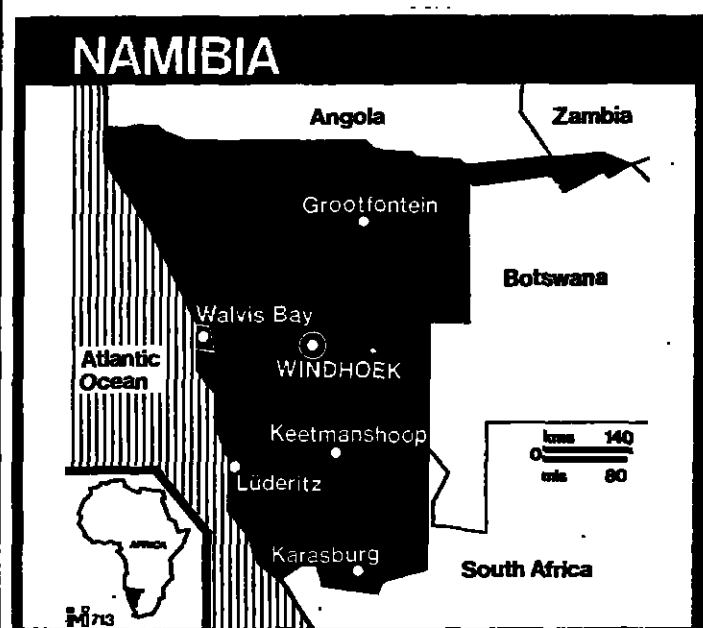 NAMIBIA
Angola
Zambia
Grootfontein
Botswana
Walvis Bay
Atlantic
Ocean
WINDHOEK
Keetmanshoop
kms 140
0
mls 80
Lüderitz
AFRICA
Karasburg
South Africa
713